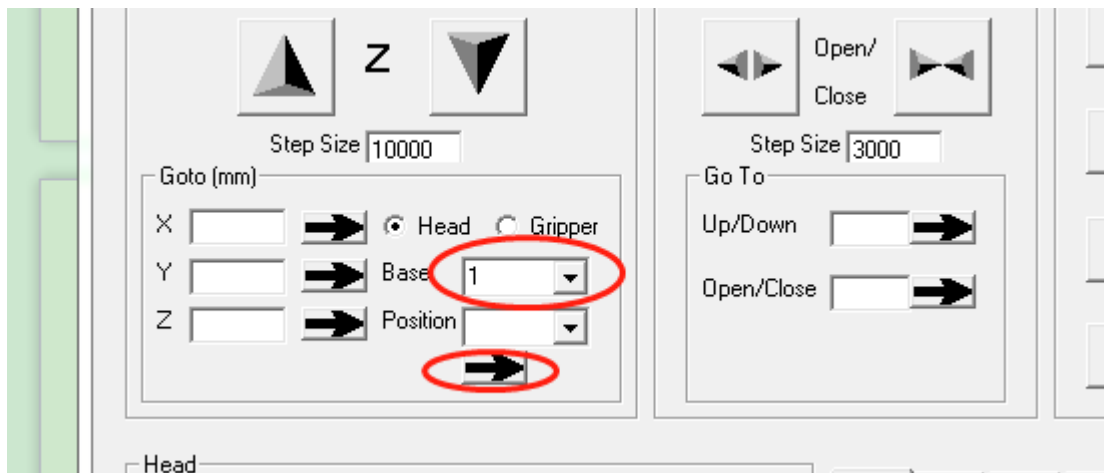 Z
Open/
Close
Step Size 10000
Step Size 3000
Goto (mm)
Go To
X
Head
Gripper
Up/Down
Y
Base 1
Open/Close
Z
Position
Head